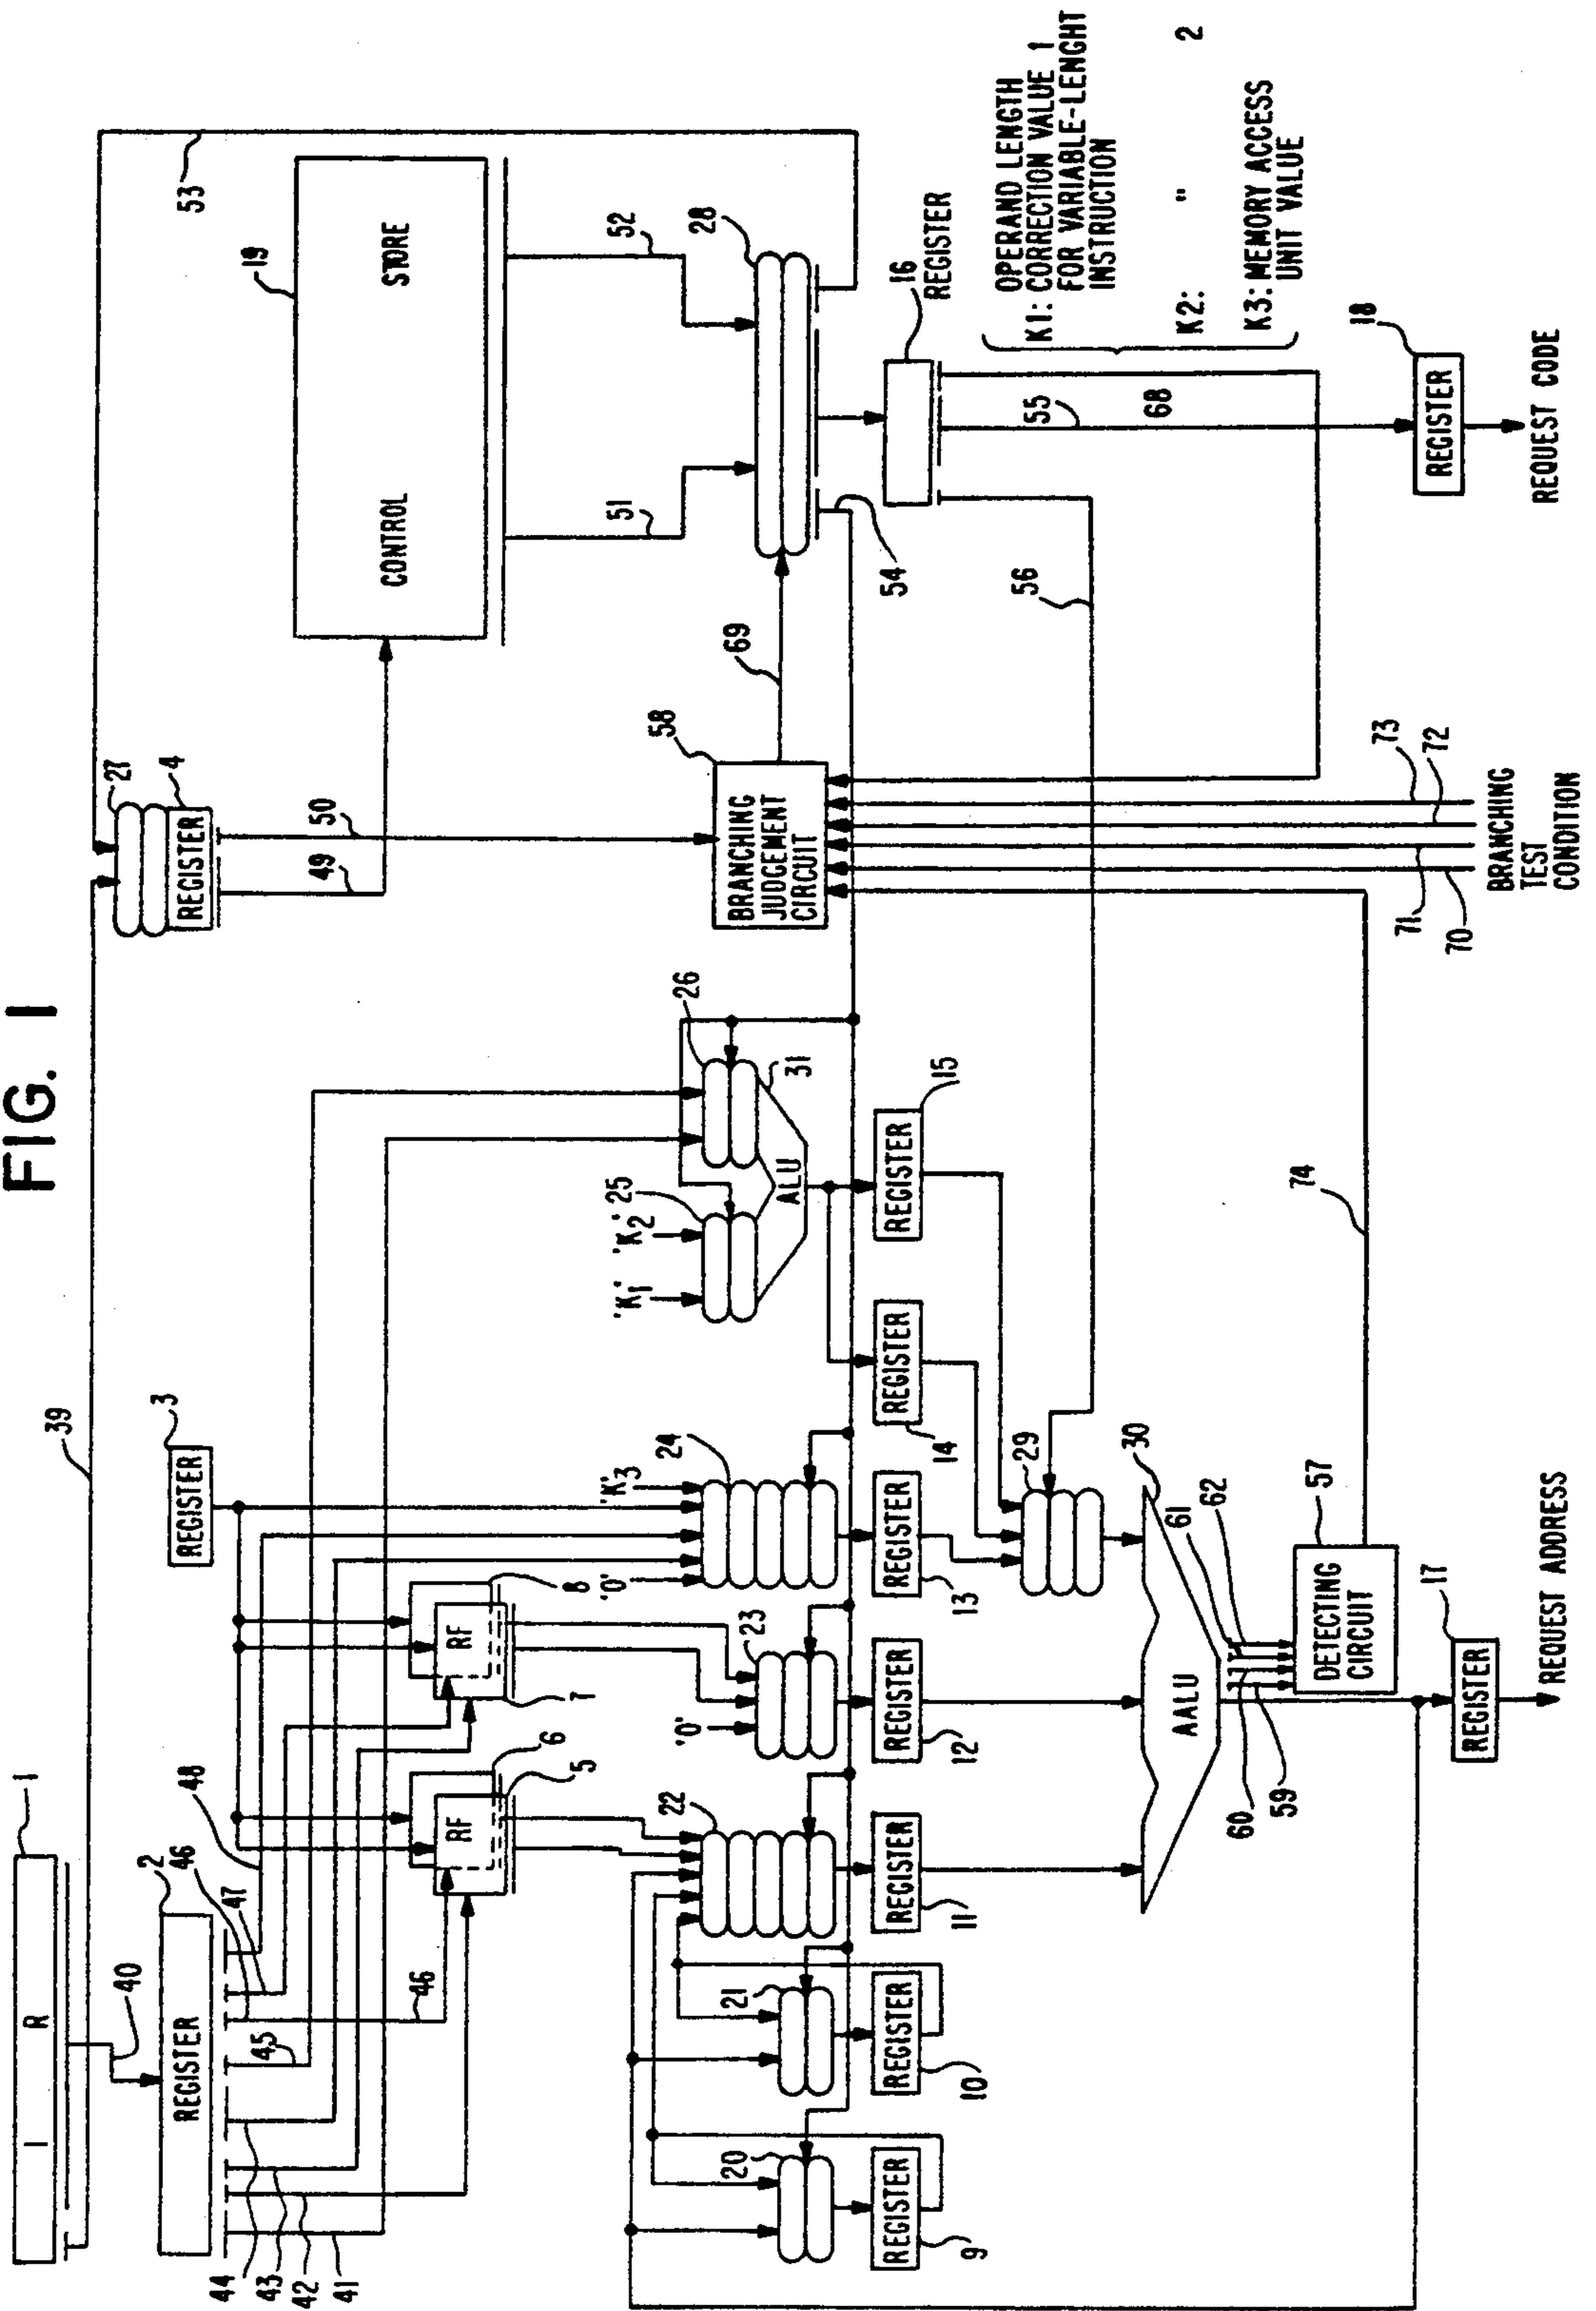 FIG. 1
I R
1
39
40
REGISTER
2
REGISTER
3
27
REGISTER
4
53
19
CONTROL STORE
41
42
43
44
45
46
47
48
46
49
50
51
52
RF
5
6
RF
7
8
'0'
'0'
'K'3
'K1'
'K2'
20
21
22
23
24
25
26
31
ALU
58
BRANCHING
JUDGEMENT
CIRCUIT
69
28
54
REGISTER
9
REGISTER
10
REGISTER
11
REGISTER
12
REGISTER
13
REGISTER
14
REGISTER
15
16
REGISTER
29
56
55
68
30
AALU
59
60
61
62
57
DETECTING
CIRCUIT
74
17
REGISTER
REQUEST ADDRESS
70
71
72
73
BRANCHING
TEST
CONDITION
18
REGISTER
REQUEST CODE
OPERAND LENGTH
K1: CORRECTION VALUE 1
FOR VARIABLE-LENGHT
INSTRUCTION
K2: " 2
K3: MEMORY ACCESS
UNIT VALUE